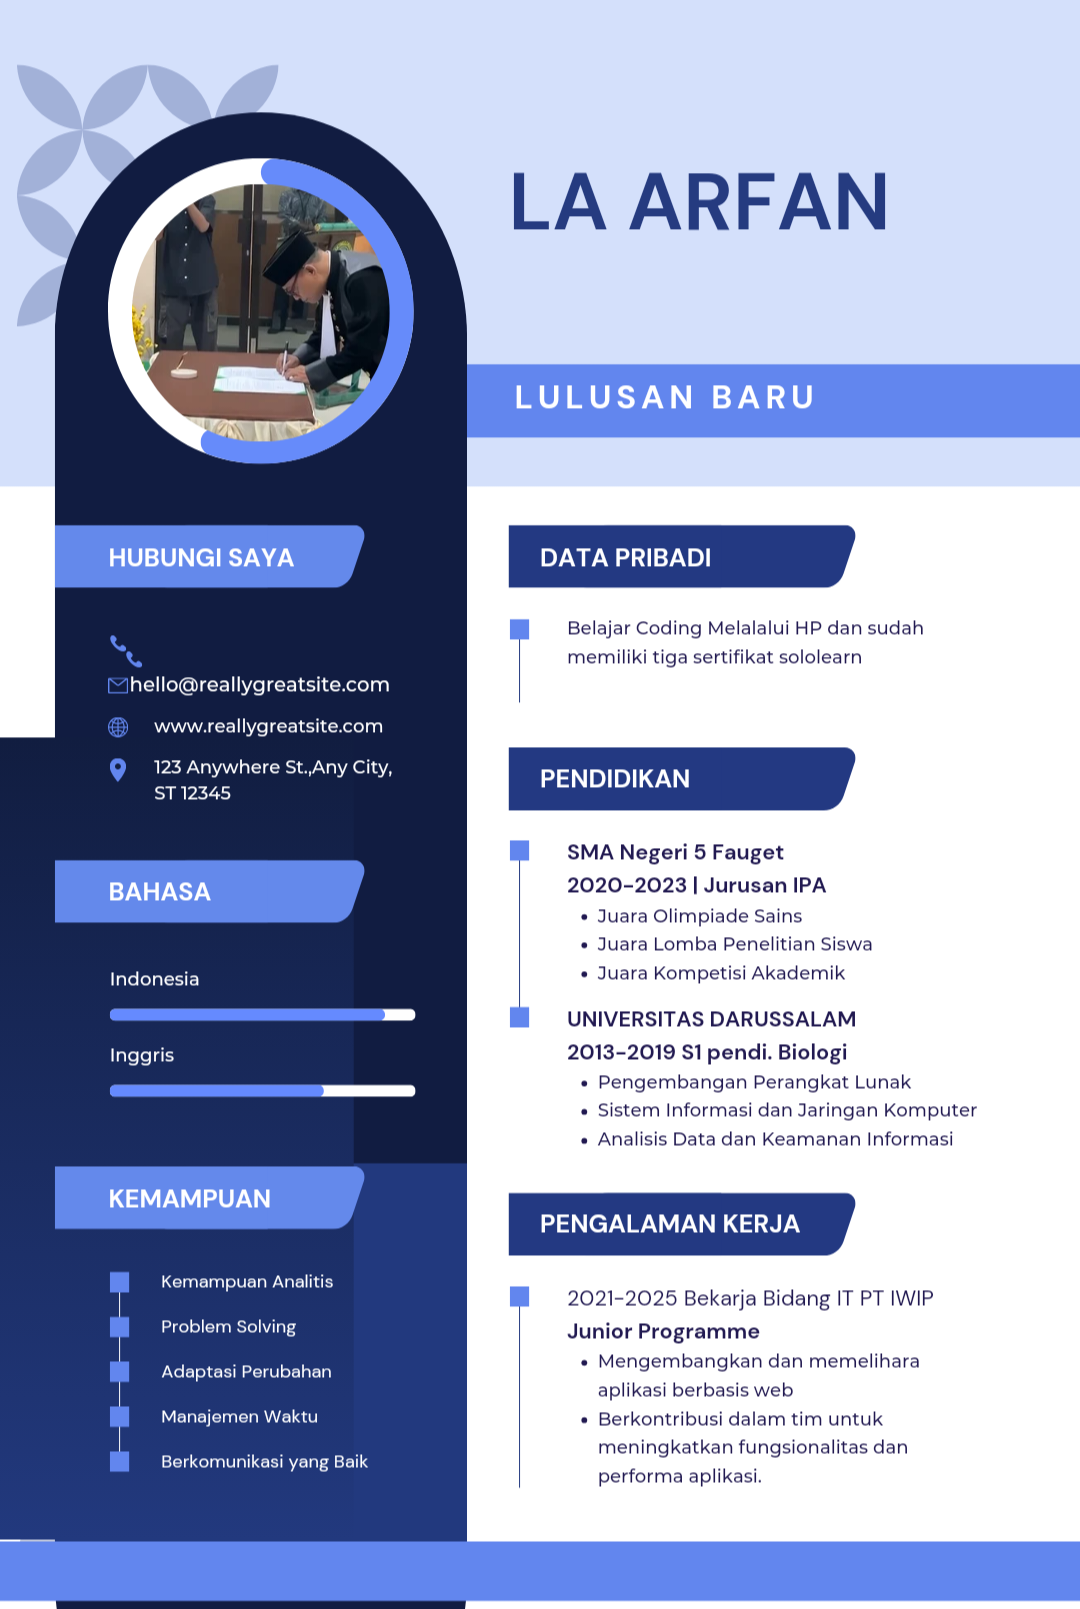 LA ARFAN
LULUSAN BARU
HUBUNGI SAYA
hello@reallygreatsite.com
www.reallygreatsite.com
123 Anywhere St.,Any City,
ST 12345
BAHASA
Indonesia
Inggris
KEMAMPUAN
Kemampuan Analitis
Problem Solving
Adaptasi Perubahan
Manajemen Waktu
Berkomunikasi yang Baik
DATA PRIBADI
Belajar Coding Melalalui HP dan sudah
memiliki tiga sertifikat sololearn
PENDIDIKAN
SMA Negeri 5 Fauget
2020-2023 | Jurusan IPA
• Juara Olimpiade Sains
• Juara Lomba Penelitian Siswa
• Juara Kompetisi Akademik
UNIVERSITAS DARUSSALAM
2013-2019 S1 pendi. Biologi
• Pengembangan Perangkat Lunak
• Sistem Informasi dan Jaringan Komputer
• Analisis Data dan Keamanan Informasi
PENGALAMAN KERJA
2021-2025 Bekarja Bidang IT PT IWIP
Junior Programme
• Mengembangkan dan memelihara
aplikasi berbasis web
• Berkontribusi dalam tim untuk
meningkatkan fungsionalitas dan
performa aplikasi.